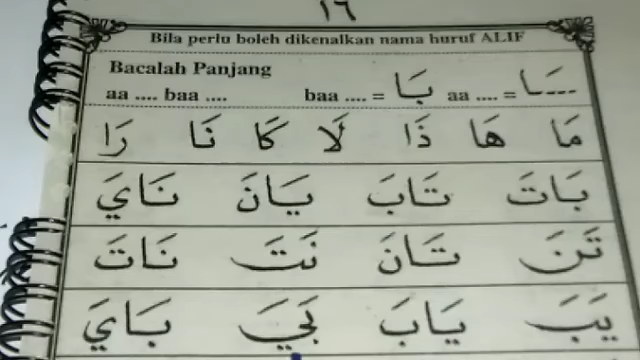 ١٦
Bila perlu boleh dikenalkan nama huruf ALIF
Bacalah Panjang
aa .... baa .... baa .... = بَا aa .... = ـَا
مَا هَا ذَا لَا كَا نَا رَا
بَاتَ تَابَ يَانَ نَايَ
تَنَ تَانَ نَتَ نَاتَ
يَبَ يَابَ بَيَ بَايَ